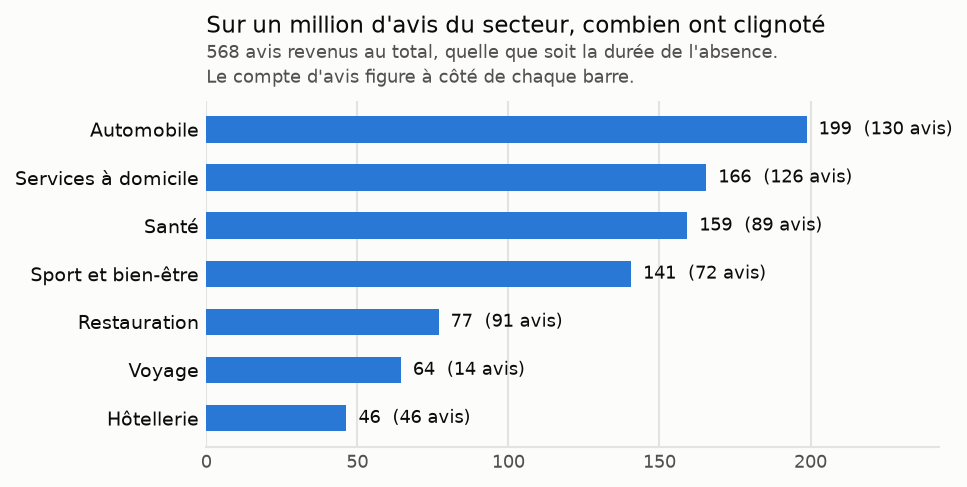 Sur un million d'avis du secteur, combien ont clignoté
568 avis revenus au total, quelle que soit la durée de l'absence.
Le compte d'avis figure à côté de chaque barre.
Automobile 199 (130 avis)
Services à domicile 166 (126 avis)
Santé 159 (89 avis)
Sport et bien-être 141 (72 avis)
Restauration 77 (91 avis)
Voyage 64 (14 avis)
Hôtellerie 46 (46 avis)
0 50 100 150 200